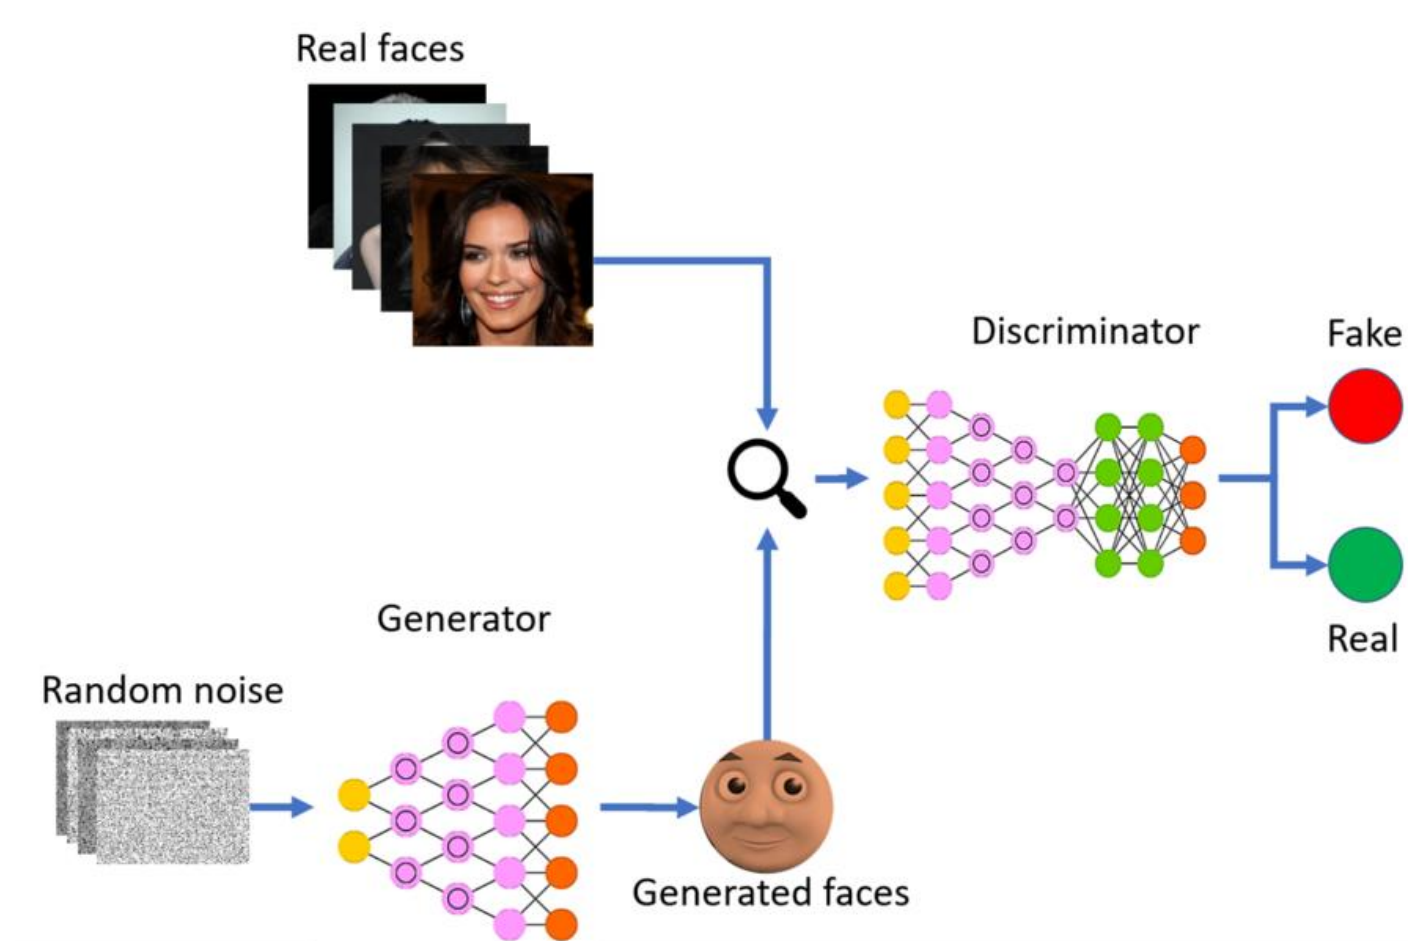 Real faces
Discriminator
Fake
Real
Generator
Random noise
Generated faces